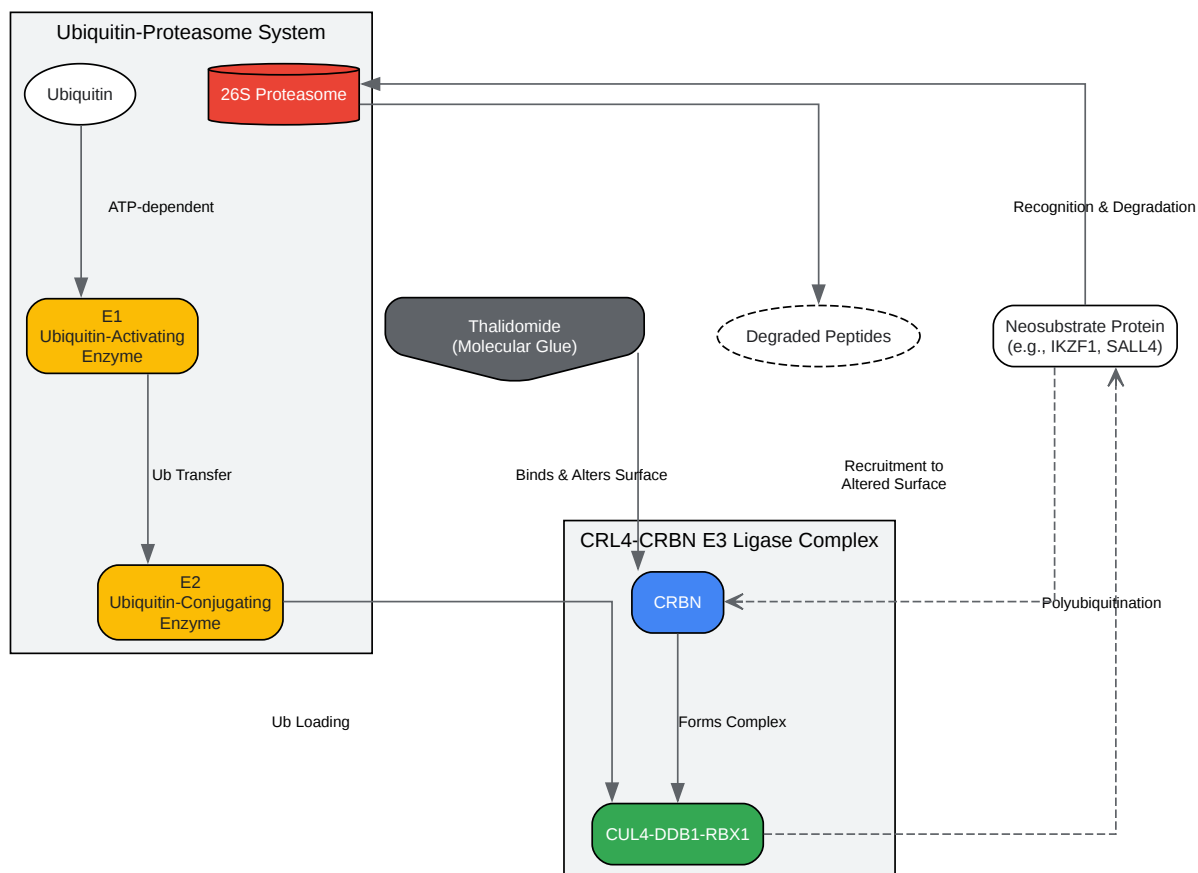 Ubiquitin-Proteasome System
Ubiquitin
26S Proteasome
ATP-dependent
Recognition & Degradation
E1
Ubiquitin-Activating
Enzyme
Thalidomide
(Molecular Glue)
Degraded Peptides
Neosubstrate Protein
(e.g., IKZF1, SALL4)
Ub Transfer
Binds & Alters Surface
Recruitment to
Altered Surface
CRL4-CRBN E3 Ligase Complex
E2
Ubiquitin-Conjugating
Enzyme
CRBN
Polyubiquitination
Ub Loading
Forms Complex
CUL4-DDB1-RBX1